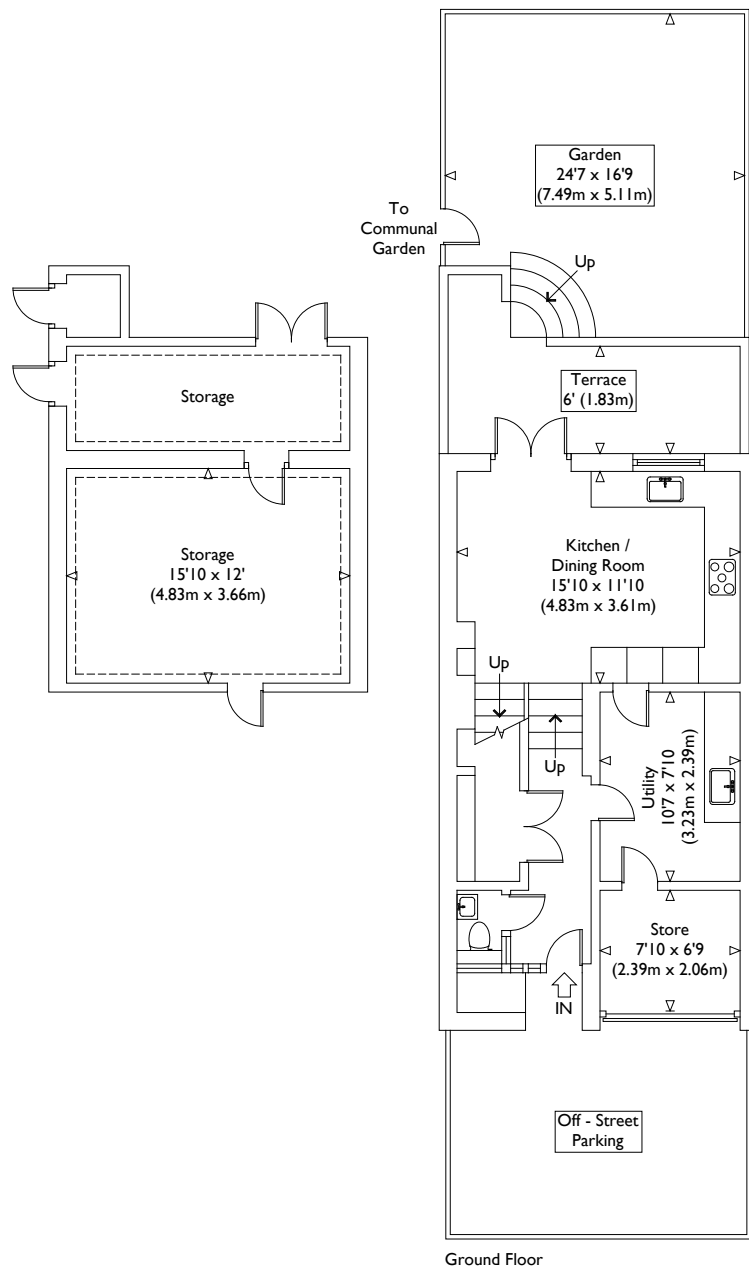 Garden
24'7 x 16'9
(7.49m x 5.11m)
To
Communal
Garden
Up
Terrace
6' (1.83m)
Storage
Storage
15'10 x 12'
(4.83m x 3.66m)
Kitchen /
Dining Room
15'10 x 11'10
(4.83m x 3.61m)
Up
Up
Utility
10'7 x 7'10
(3.23m x 2.39m)
Store
7'10 x 6'9
(2.39m x 2.06m)
IN
Off - Street
Parking
Ground Floor